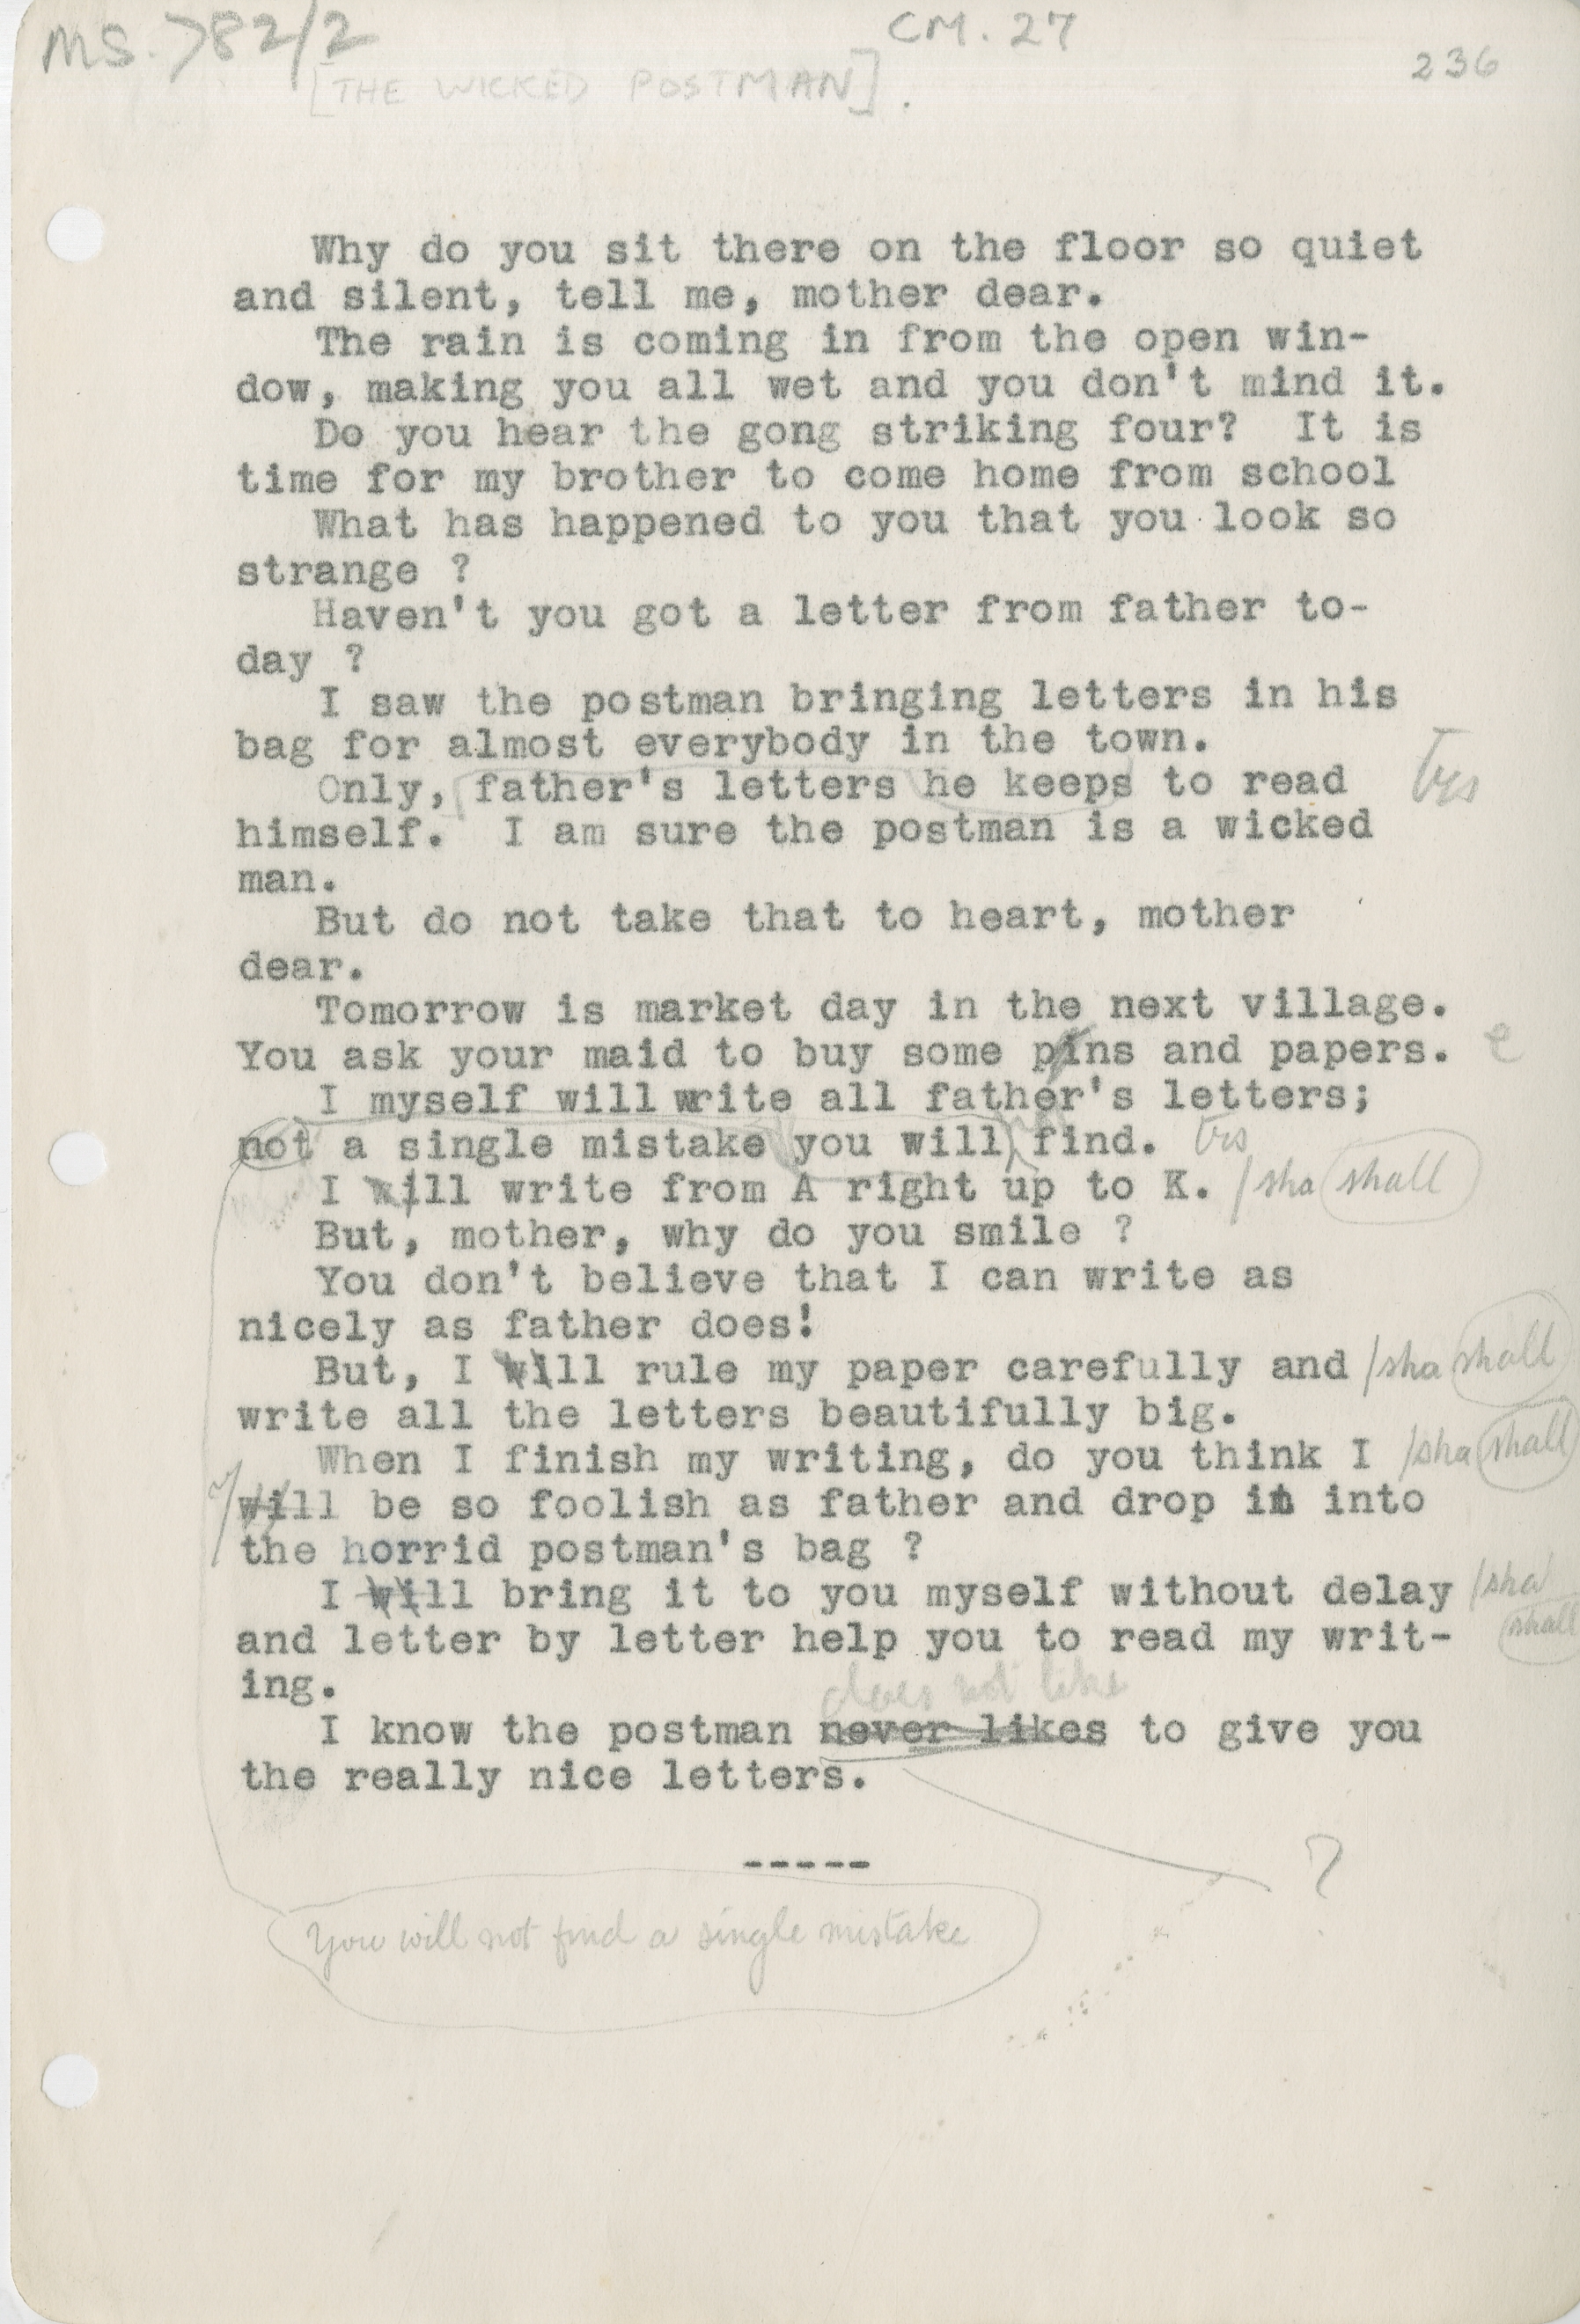 MS. 782/2
CM. 27
236
[THE WICKED POSTMAN].
Why do you sit there on the floor so quiet
and silent, tell me, mother dear.
The rain is coming in from the open win-
dow, making you all wet and you don't mind it.
Do you hear the gong striking four? It is
time for my brother to come home from school
What has happened to you that you look so
strange ?
Haven't you got a letter from father to-
day ?
I saw the postman bringing letters in his
bag for almost everybody in the town.
Only, father's letters he keeps to read trs
himself. I am sure the postman is a wicked
man.
But do not take that to heart, mother
dear.
Tomorrow is market day in the next village.
You ask your maid to buy some pins and papers. e
I myself will write all father's letters;
not a single mistake you will find. trs
I will write from A right up to K. /sha shall
But, mother, why do you smile ?
You don't believe that I can write as
nicely as father does!
But, I will rule my paper carefully and /sha shall
write all the letters beautifully big.
When I finish my writing, do you think I /sha shall
will be so foolish as father and drop it into
the horrid postman's bag ?
I will bring it to you myself without delay /sha
shall
and letter by letter help you to read my writ-
ing.
does not like
I know the postman never likes to give you
the really nice letters.
-----
?
You will not find a single mistake